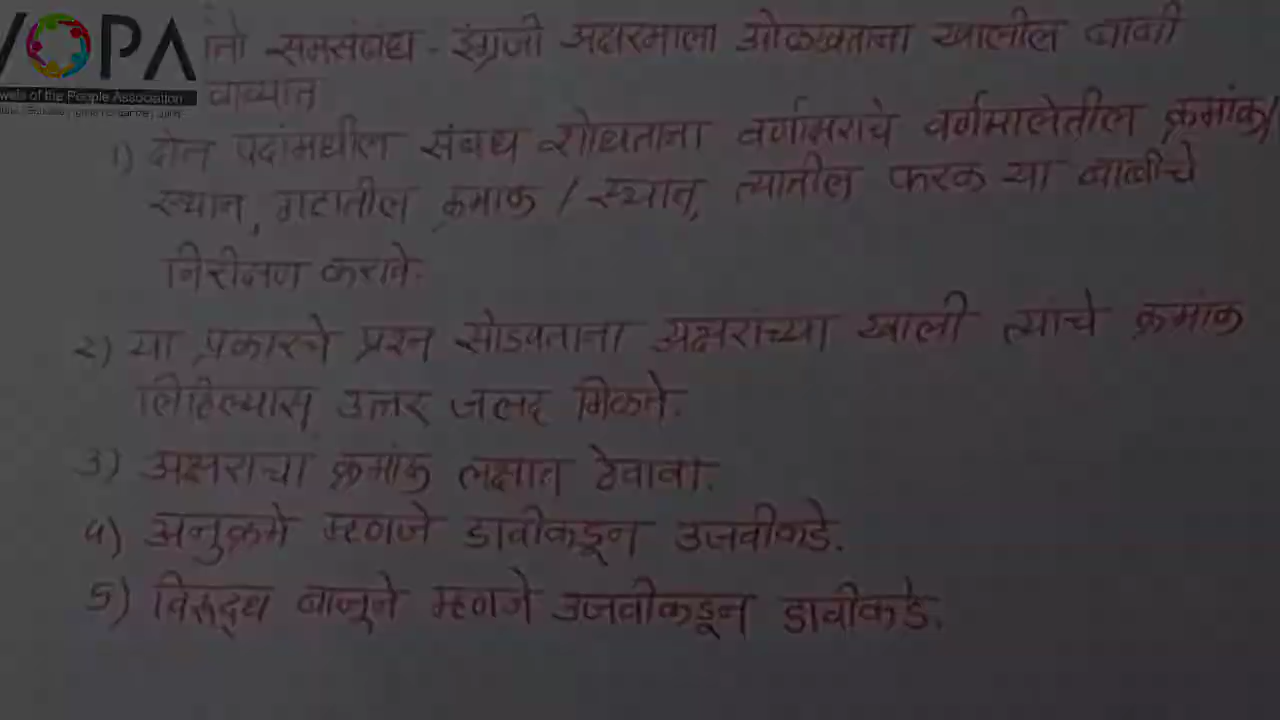 VOPA
wels of the People Association
समसंबंध - इंग्रजी अक्षरमाला ओळखताना खालील बाबी
घ्याव्यात
1) दोन पदांमधील संबंध शोधताना वर्णाक्षराचे वर्णमालेतील क्रमांक/
स्थान, गटातील क्रमांक / स्थान, त्यातील फरक या बाबींचे
निरीक्षण करावे.
२) या प्रकारचे प्रश्न सोडवताना अक्षरांच्या खाली त्यांचे क्रमांक
लिहिल्यास उत्तर जलद मिळते.
3) अक्षराचा क्रमांक लक्षात ठेवावा.
4) अनुक्रमे म्हणजे डावीकडून उजवीकडे.
5) विरूद्ध बाजूने म्हणजे उजवीकडून डावीकडे.